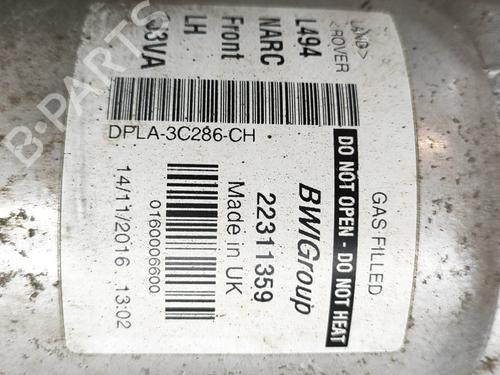 LAND>
<ROVER
L494
NARC
Front
LH
G3VA
DPLA-3C286-CH
DO NOT OPEN - DO NOT HEAT
GAS FILLED
BWIGroup
22311359
Made in UK
0160006600
14/11/2016 13:02
B-PARTS